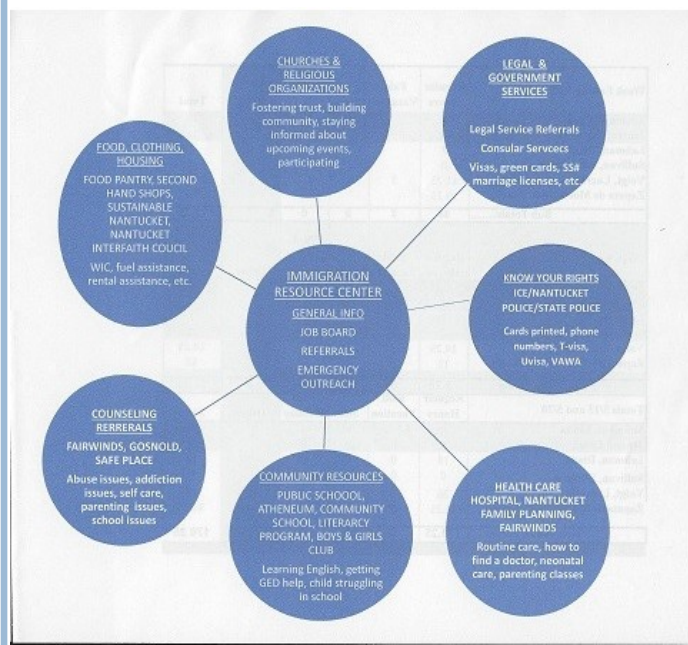 CHURCHES &
RELIGIOUS
ORGANIZATIONS
Fostering trust, building
community, staying
informed about
upcoming events,
participating
LEGAL &
GOVERNMENT
SERVICES
Legal Service Referrals
Consular Servcecs
Visas, green cards, SS#
marriage licenses, etc.
FOOD, CLOTHING,
HOUSING
FOOD PANTRY, SECOND
HAND SHOPS,
SUSTAINABLE
NANTUCKET,
NANTUCKET
INTERFAITH COUCIL
WIC, fuel assistance,
rental assistance, etc.
IMMIGRATION
RESOURCE CENTER
GENERAL INFO
JOB BOARD
REFERRALS
EMERGENCY
OUTREACH
KNOW YOUR RIGHTS
ICE/NANTUCKET
POLICE/STATE POLICE
Cards printed, phone
numbers, T-visa,
Uvisa, VAWA
COUNSELING
RERRERALS
FAIRWINDS, GOSNOLD,
SAFE PLACE
Abuse issues, addiction
issues, self care,
parenting issues,
school issues
COMMUNITY RESOURCES
PUBLIC SCHOOOL,
ATHENEUM, COMMUNITY
SCHOOL, LITERARCY
PROGRAM, BOYS & GIRLS
CLUB
Learning English, getting
GED help, child struggling
in school
HEALTH CARE
HOSPITAL, NANTUCKET
FAMILY PLANNING,
FAIRWINDS
Routine care, how to
find a doctor, neonatal
care, parenting classes